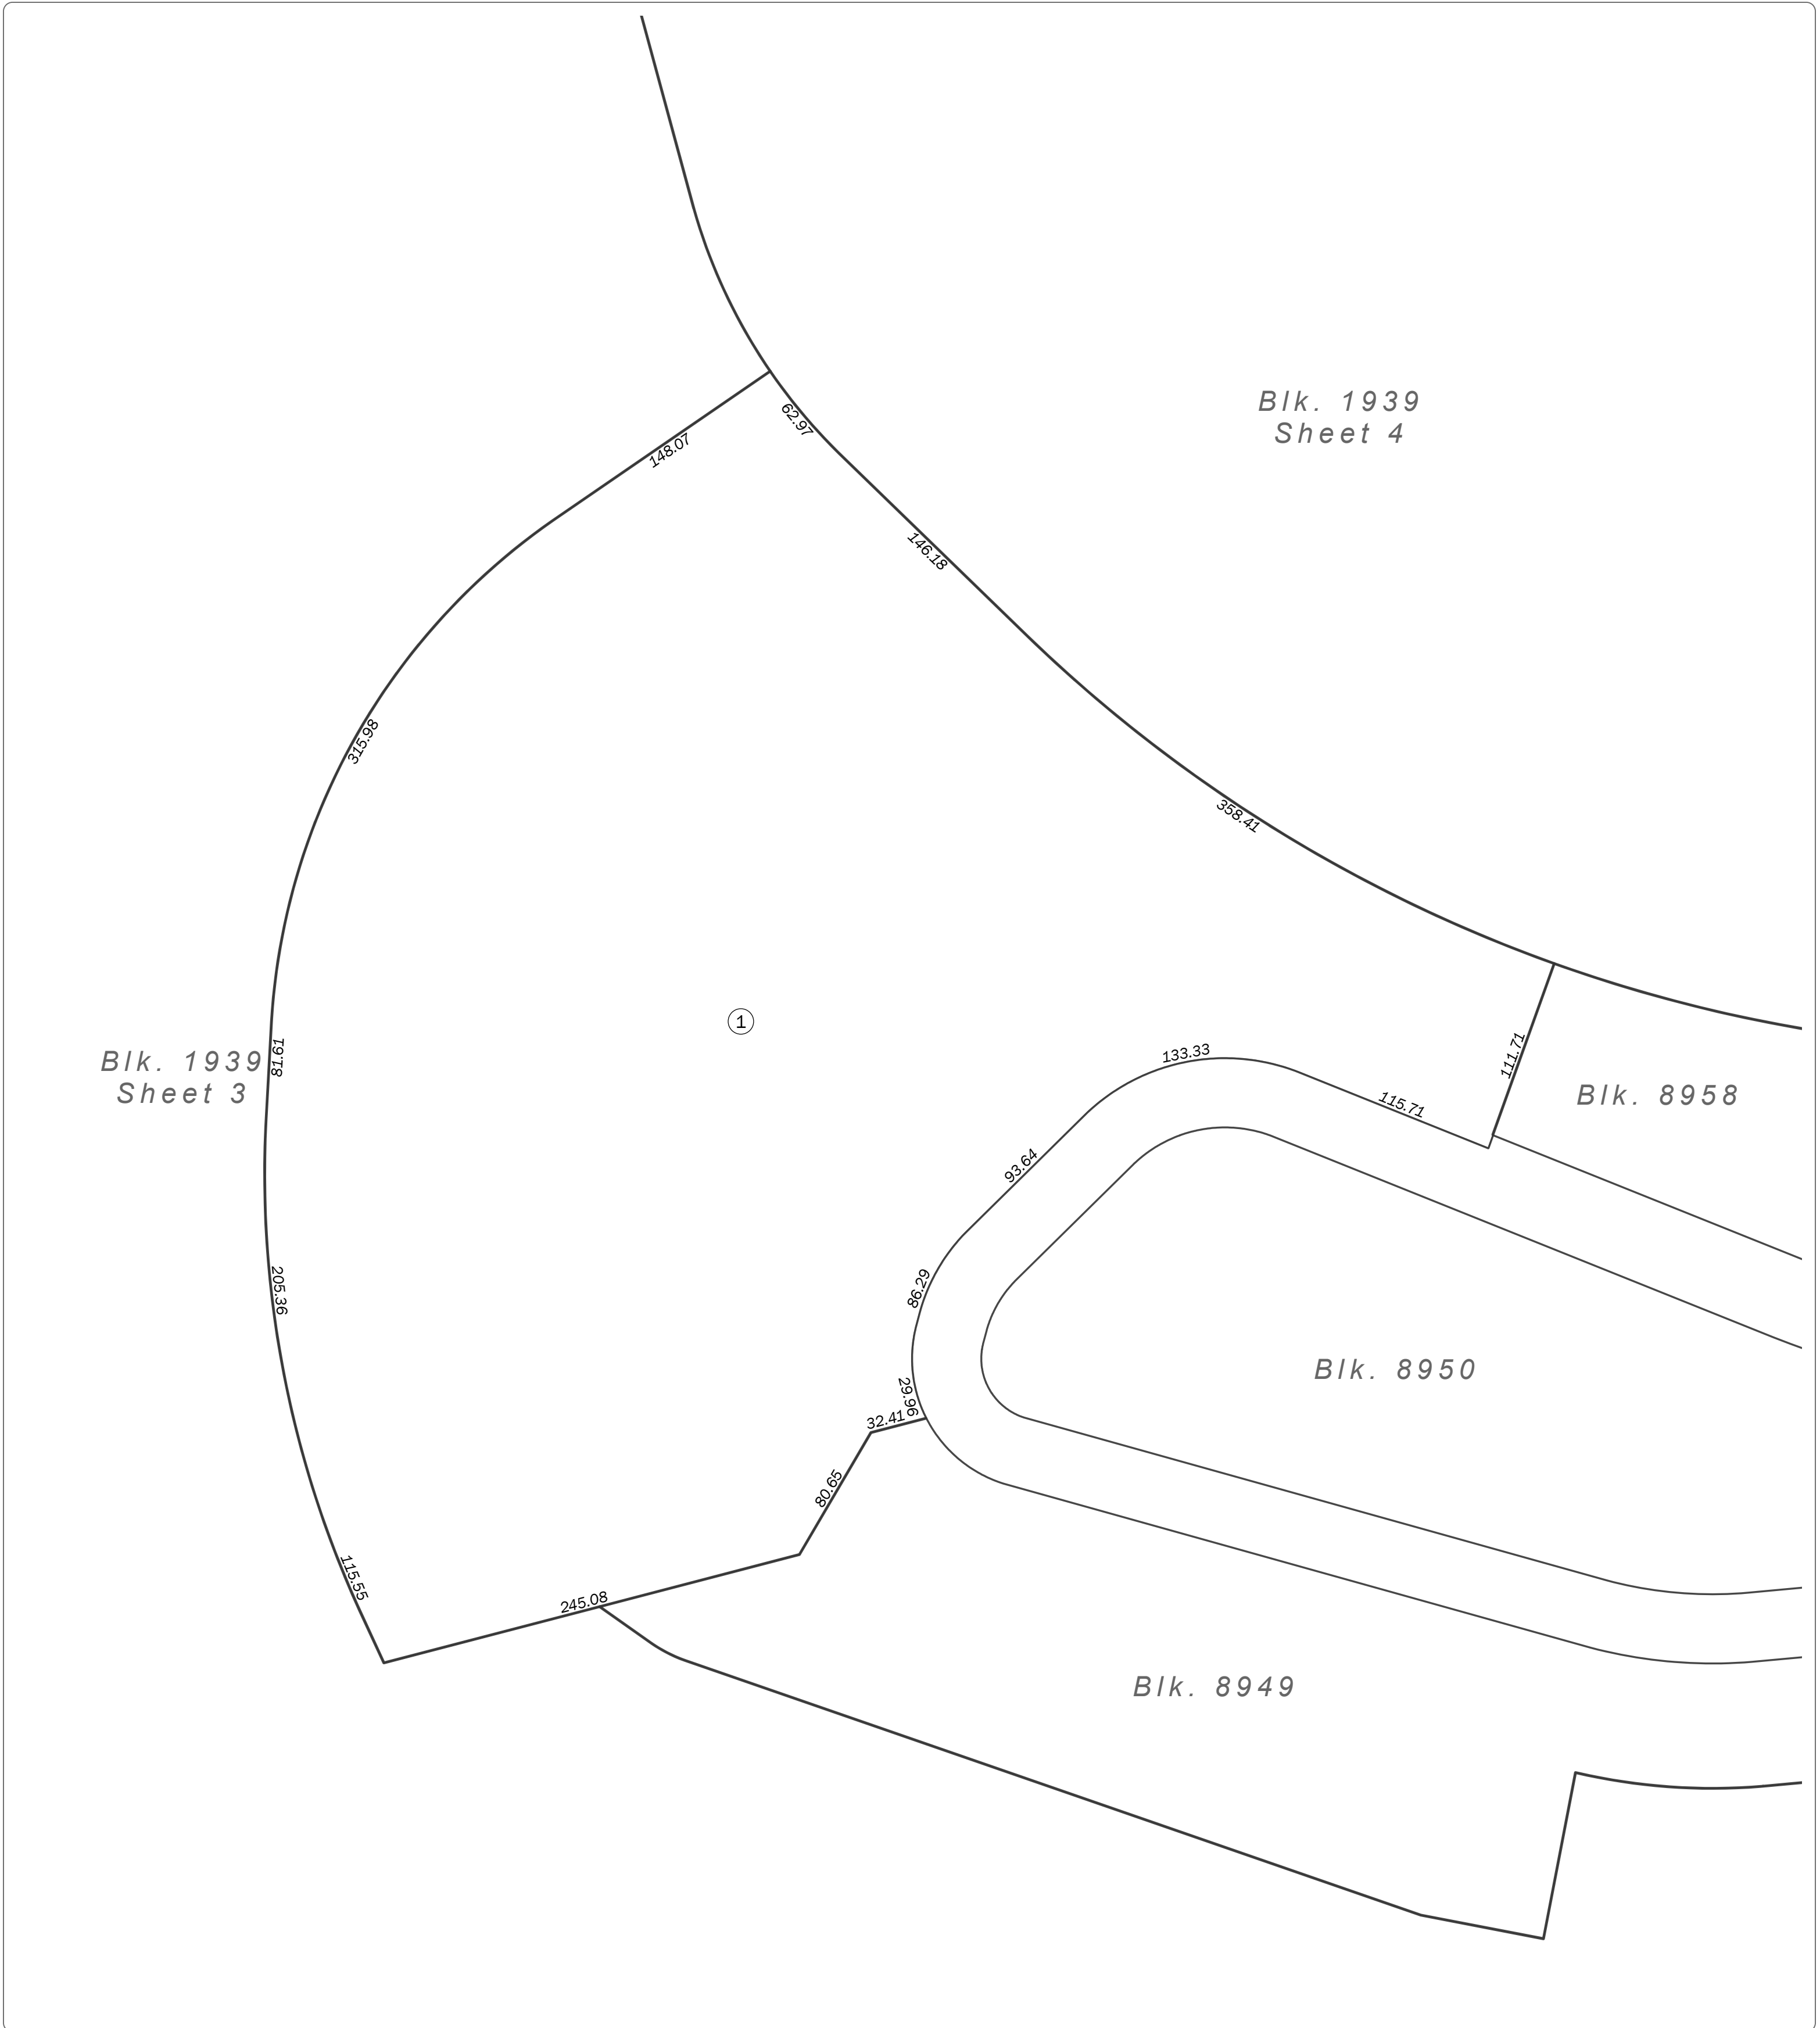 Blk. 1939
Sheet 4
62.97
148.07
146.18
315.98
358.41
1
Blk. 1939
Sheet 3
81.61
133.33
111.71
115.71
Blk. 8958
93.64
86.29
205.36
Blk. 8950
29.96
32.41
80.65
115.55
245.08
Blk. 8949